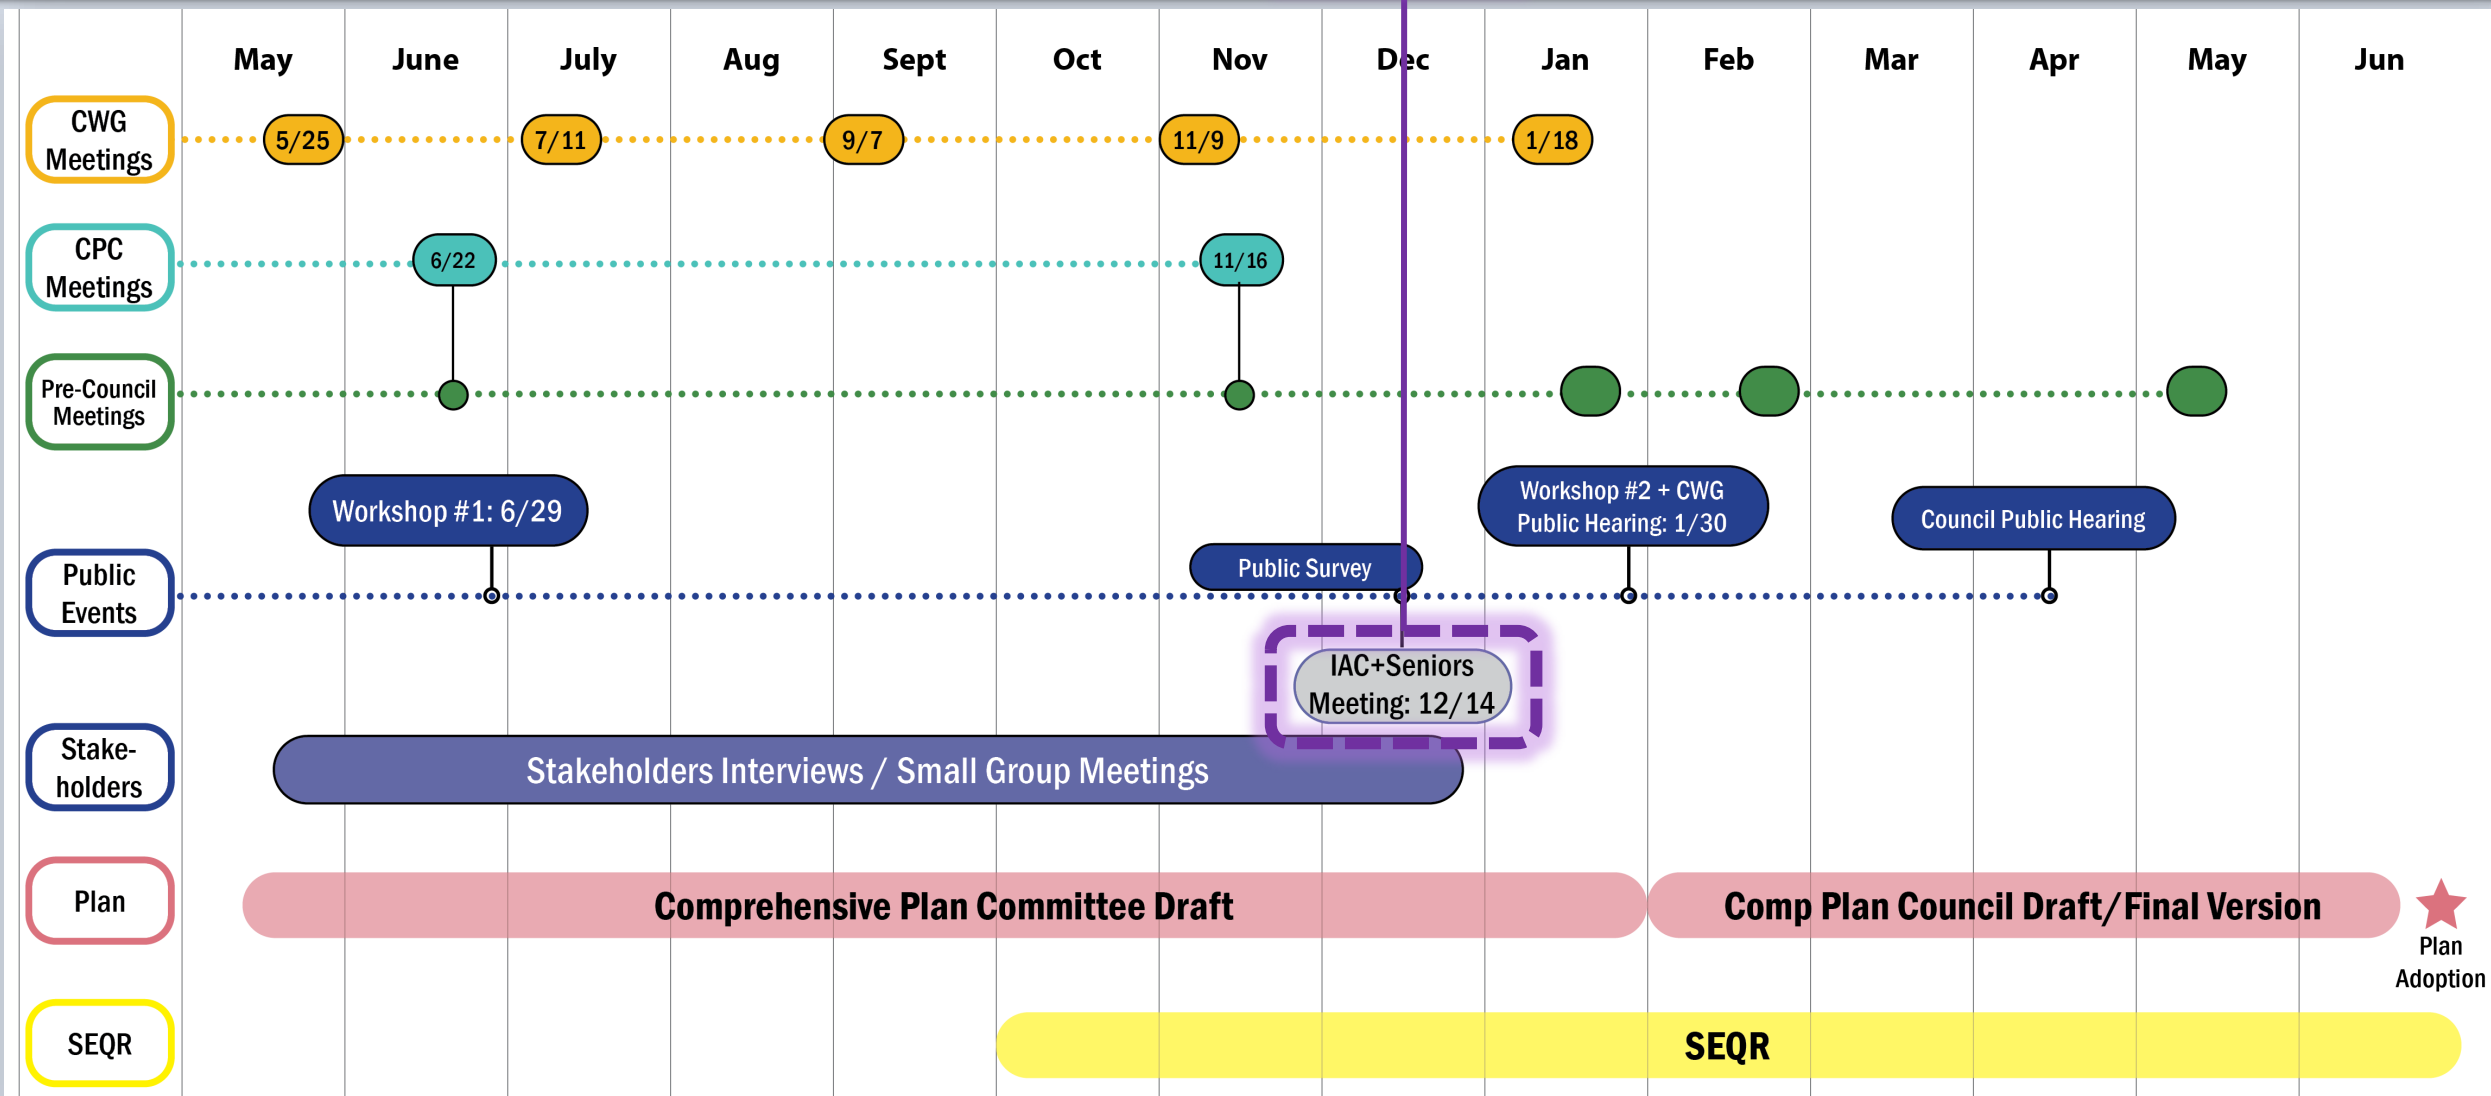 May June July Aug Sept Oct Nov Dec Jan Feb Mar Apr May Jun
CWG
Meetings
5/25 7/11 9/7 11/9 1/18
CPC
Meetings
6/22 11/16
Pre-Council
Meetings
Public
Events
Workshop #1: 6/29
Public Survey
Workshop #2 + CWG
Public Hearing: 1/30
Council Public Hearing
IAC+Seniors
Meeting: 12/14
Stake-
holders
Stakeholders Interviews / Small Group Meetings
Plan
Comprehensive Plan Committee Draft
Comp Plan Council Draft/Final Version
Plan
Adoption
SEQR
SEQR